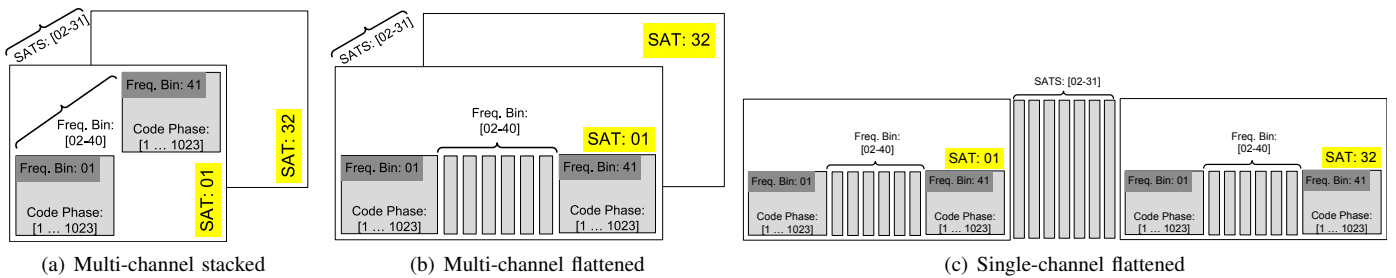 SATS: [02-31]
Freq. Bin: 41
Code Phase:
[1 ... 1023]
Freq. Bin:
[02-40]
Freq. Bin: 01
Code Phase:
[1 ... 1023]
SAT: 01
SAT: 32
(a) Multi-channel stacked
SATS: [02-31]
SAT: 32
Freq. Bin:
[02-40]
SAT: 01
Freq. Bin: 01
Code Phase:
[1 ... 1023]
Freq. Bin: 41
Code Phase:
[1 ... 1023]
(b) Multi-channel flattened
SATS: [02-31]
Freq. Bin:
[02-40]
SAT: 01
Freq. Bin: 01
Code Phase:
[1 ... 1023]
Freq. Bin: 41
Code Phase:
[1 ... 1023]
Freq. Bin:
[02-40]
SAT: 32
Freq. Bin: 01
Code Phase:
[1 ... 1023]
Freq. Bin: 41
Code Phase:
[1 ... 1023]
(c) Single-channel flattened